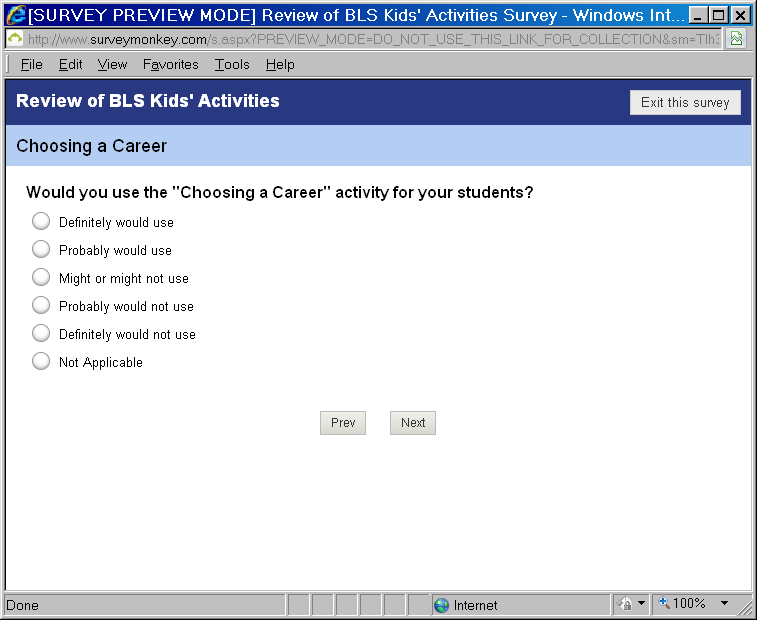 [SURVEY PREVIEW MODE] Review of BLS Kids' Activities Survey - Windows Int...
http://www.surveymonkey.com/s.aspx?PREVIEW_MODE=DO_NOT_USE_THIS_LINK_FOR_COLLECTION&sm=TIh
File Edit View Favorites Tools Help
Review of BLS Kids' Activities
Exit this survey
Choosing a Career
Would you use the "Choosing a Career" activity for your students?
Definitely would use
Probably would use
Might or might not use
Probably would not use
Definitely would not use
Not Applicable
Prev Next
Done Internet 100%